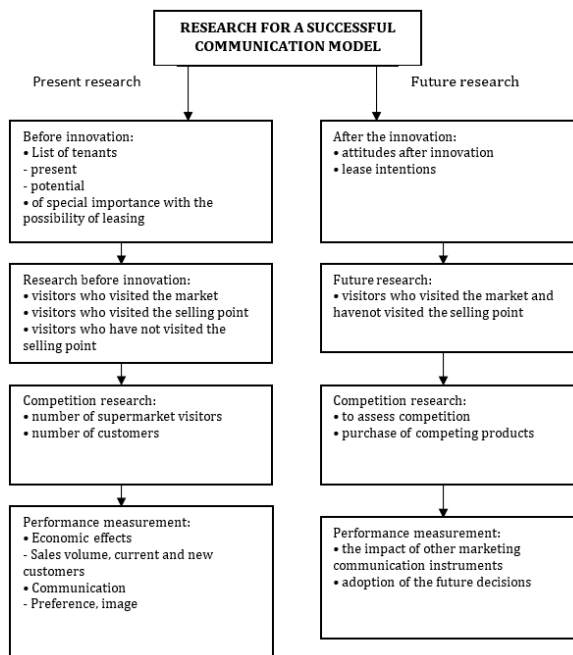 RESEARCH FOR A SUCCESSFUL
COMMUNICATION MODEL
Present research
Future research
Before innovation:
• List of tenants
- present
- potential
• of special importance with the
possibility of leasing
Research before innovation:
• visitors who visited the market
• visitors who visited the selling point
• visitors who have not visited the
selling point
Competition research:
• number of supermarket visitors
• number of customers
Performance measurement:
• Economic effects
- Sales volume, current and new
customers
• Communication
- Preference, image
After the innovation:
• attitudes after innovation
• lease intentions
Future research:
• visitors who visited the market and
havenot visited the selling point
Competition research:
• to assess competition
• purchase of competing products
Performance measurement:
• the impact of other marketing
communication instruments
• adoption of the future decisions